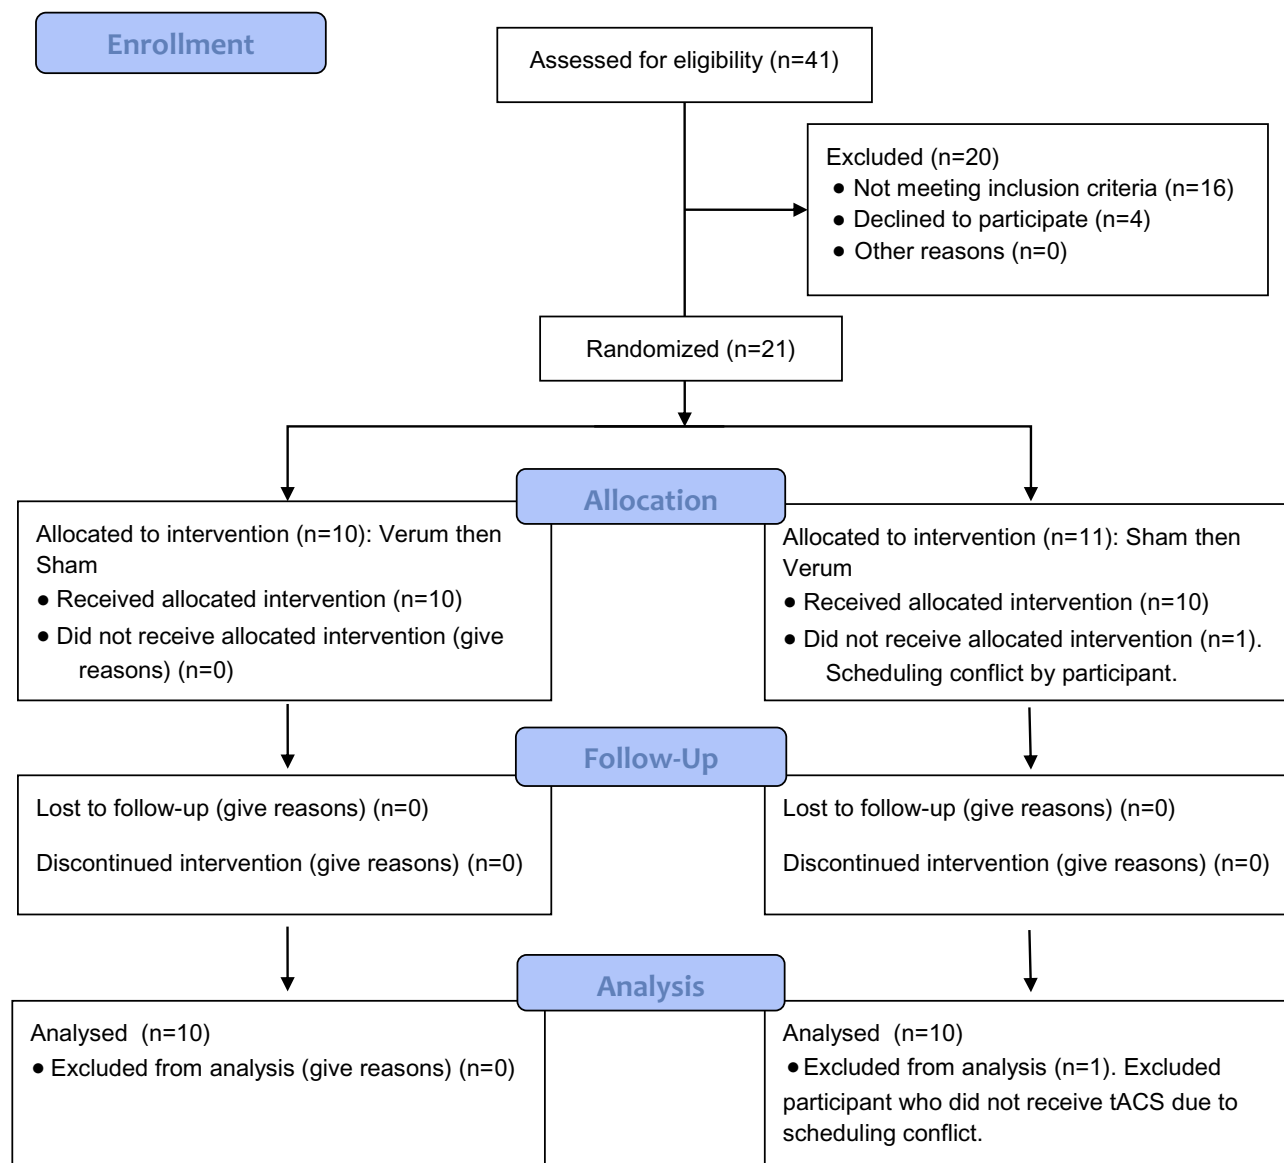 Enrollment
Assessed for eligibility (n=41)
Excluded (n=20)
● Not meeting inclusion criteria (n=16)
● Declined to participate (n=4)
● Other reasons (n=0)
Randomized (n=21)
Allocation
Allocated to intervention (n=10): Verum then
Sham
● Received allocated intervention (n=10)
● Did not receive allocated intervention (give
reasons) (n=0)
Allocated to intervention (n=11): Sham then
Verum
● Received allocated intervention (n=10)
● Did not receive allocated intervention (n=1).
Scheduling conflict by participant.
Follow-Up
Lost to follow-up (give reasons) (n=0)
Discontinued intervention (give reasons) (n=0)
Lost to follow-up (give reasons) (n=0)
Discontinued intervention (give reasons) (n=0)
Analysis
Analysed (n=10)
● Excluded from analysis (give reasons) (n=0)
Analysed (n=10)
● Excluded from analysis (n=1). Excluded
participant who did not receive tACS due to
scheduling conflict.